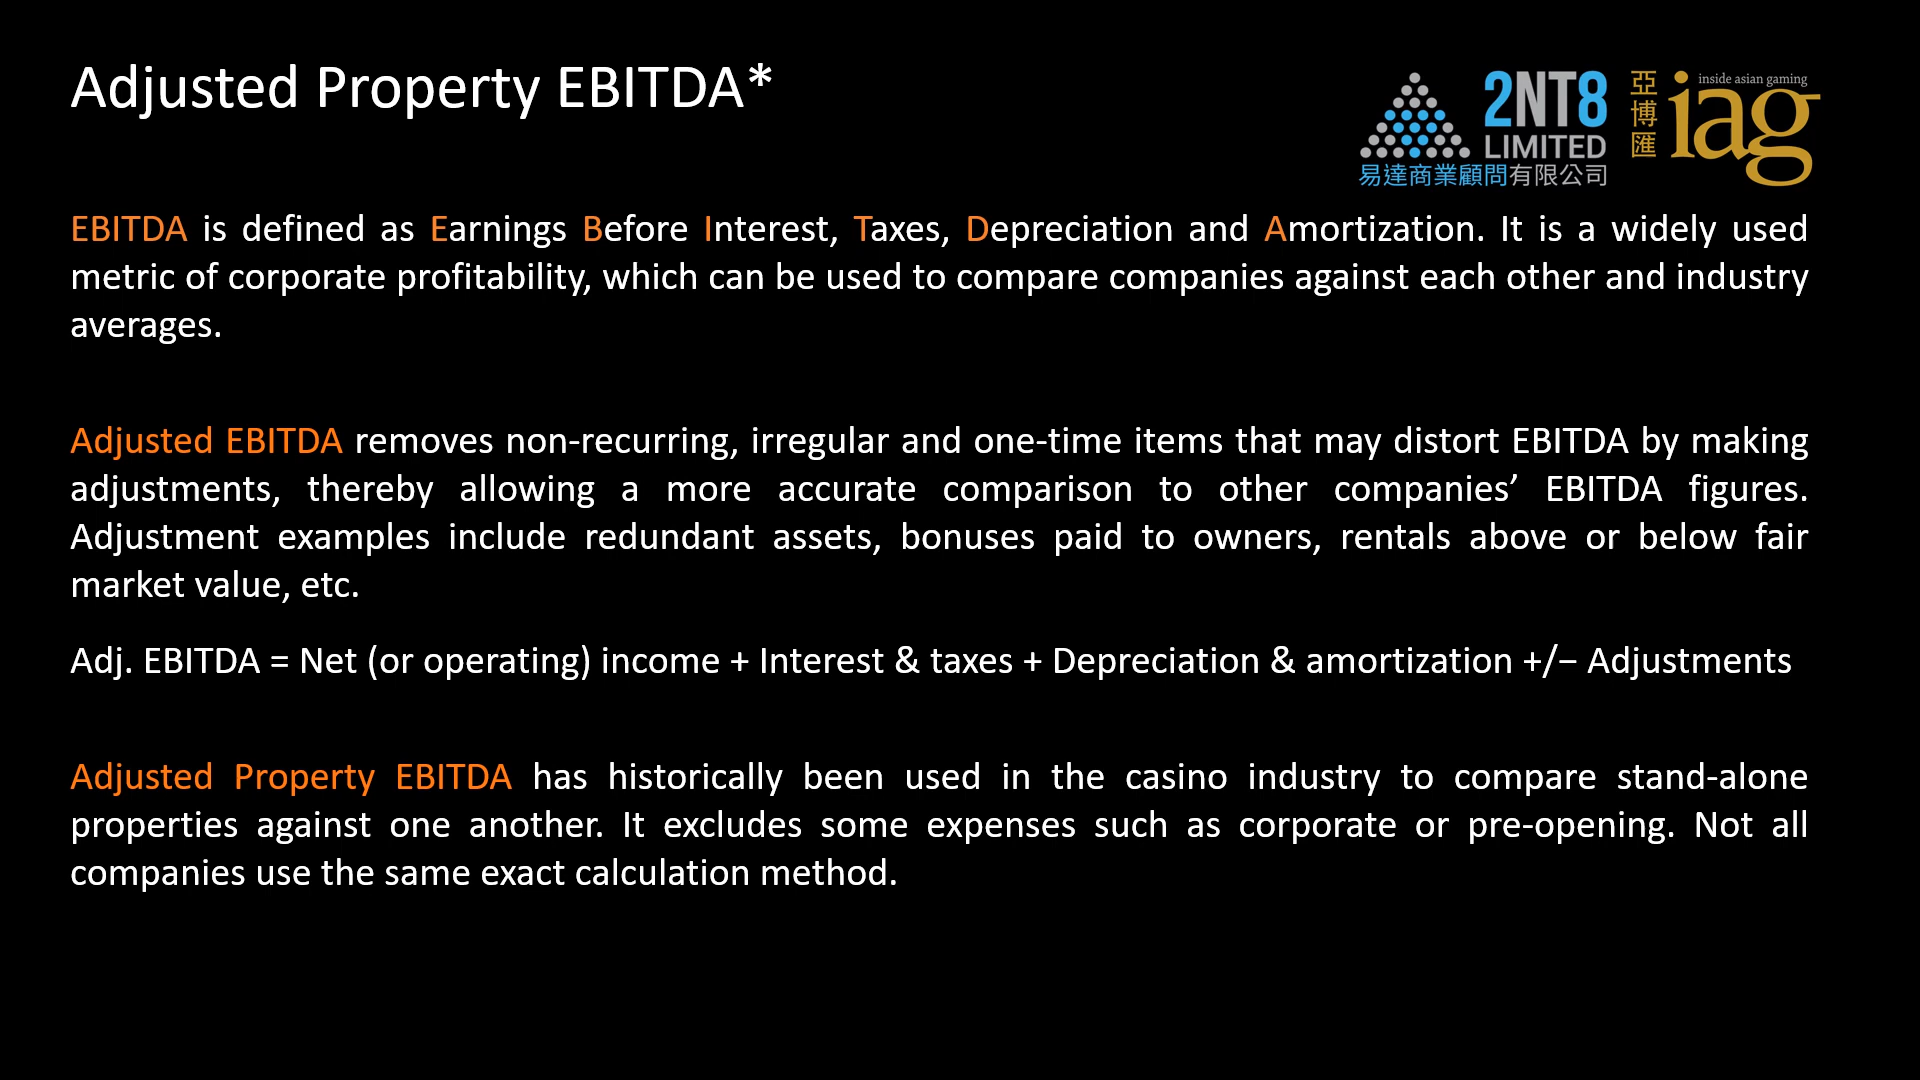 Adjusted Property EBITDA*
2NT8
LIMITED
易達商業顧問有限公司
亞博匯
inside asian gaming
iag
EBITDA is defined as Earnings Before Interest, Taxes, Depreciation and Amortization. It is a widely used
metric of corporate profitability, which can be used to compare companies against each other and industry
averages.
Adjusted EBITDA removes non-recurring, irregular and one-time items that may distort EBITDA by making
adjustments, thereby allowing a more accurate comparison to other companies’ EBITDA figures.
Adjustment examples include redundant assets, bonuses paid to owners, rentals above or below fair
market value, etc.
Adj. EBITDA = Net (or operating) income + Interest & taxes + Depreciation & amortization +/− Adjustments
Adjusted Property EBITDA has historically been used in the casino industry to compare stand-alone
properties against one another. It excludes some expenses such as corporate or pre-opening. Not all
companies use the same exact calculation method.